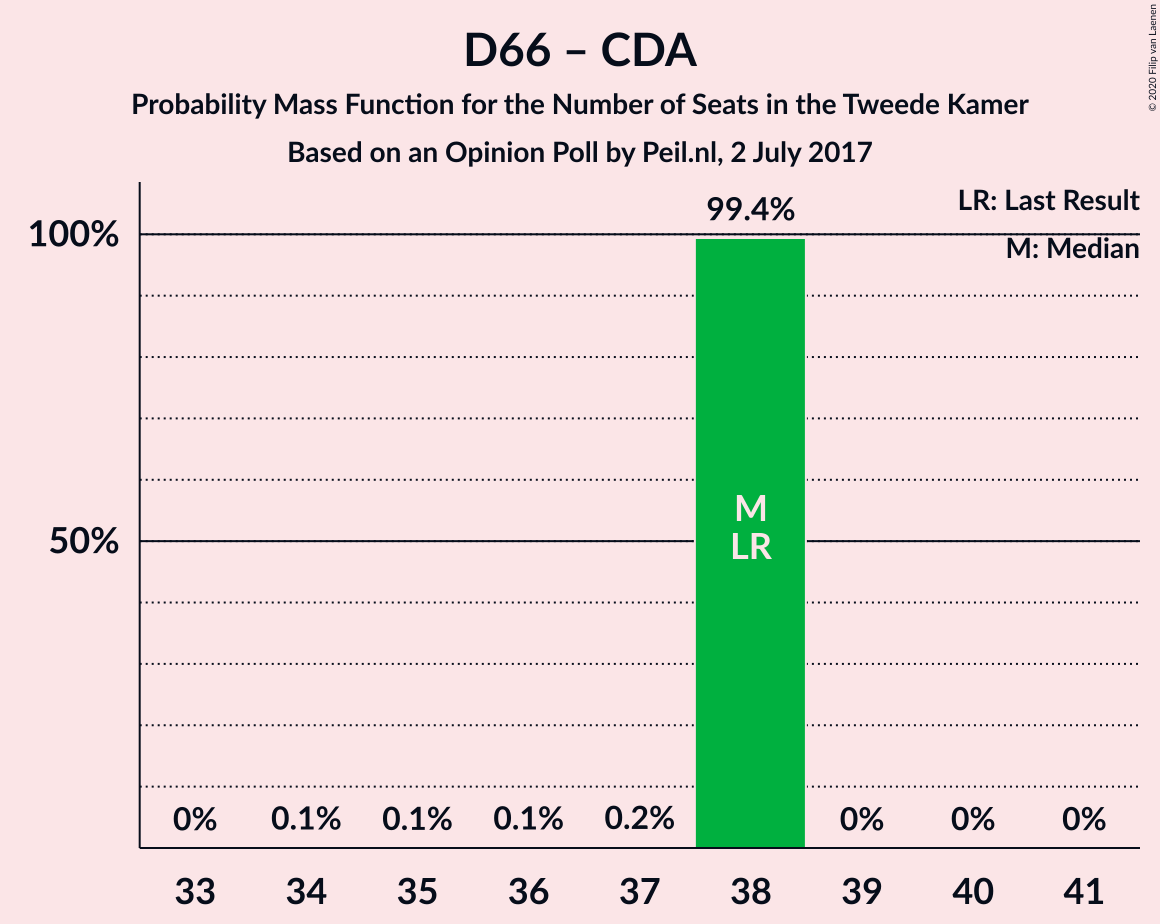 D66 – CDA
Probability Mass Function for the Number of Seats in the Tweede Kamer
Based on an Opinion Poll by Peil.nl, 2 July 2017
© 2020 Filip van Laenen
LR: Last Result
M: Median
99.4%
100%
50%
M
LR
0% 0.1% 0.1% 0.1% 0.2% 0% 0% 0%
33 34 35 36 37 38 39 40 41